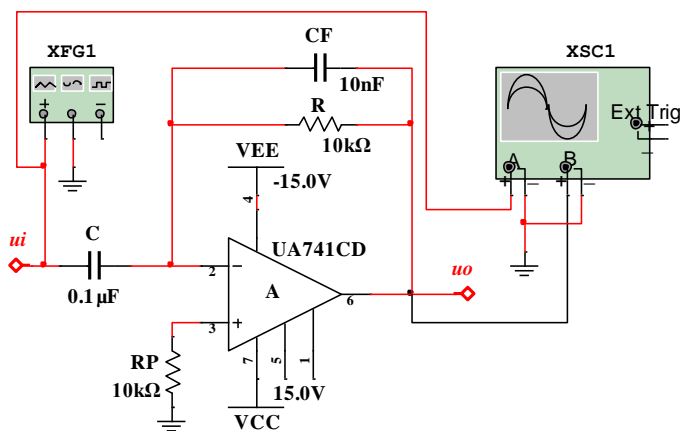 CF
XFG1
XSC1
10nF
R
Ext Trig
+
+ −
10kΩ
VEE
A
B
-15.0V
+ − + −
4
ui
C
UA741CD
uo
2
−
A
6
0.1µF
3
+
RP
7
5
1
10kΩ
15.0V
VCC